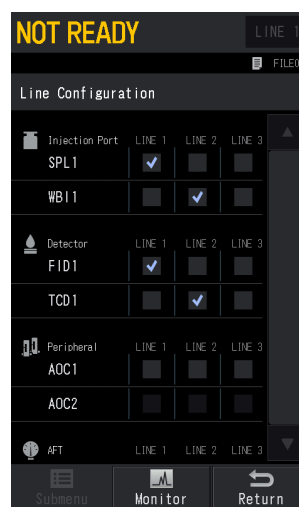 NOT READY LINE 1
FILE0
Line Configuration
Injection Port LINE 1 LINE 2 LINE 3
SPL1
WBI1
Detector LINE 1 LINE 2 LINE 3
FID1
TCD1
Peripheral LINE 1 LINE 2 LINE 3
AOC1
AOC2
AFT LINE 1 LINE 2 LINE 3
Submenu Monitor Return